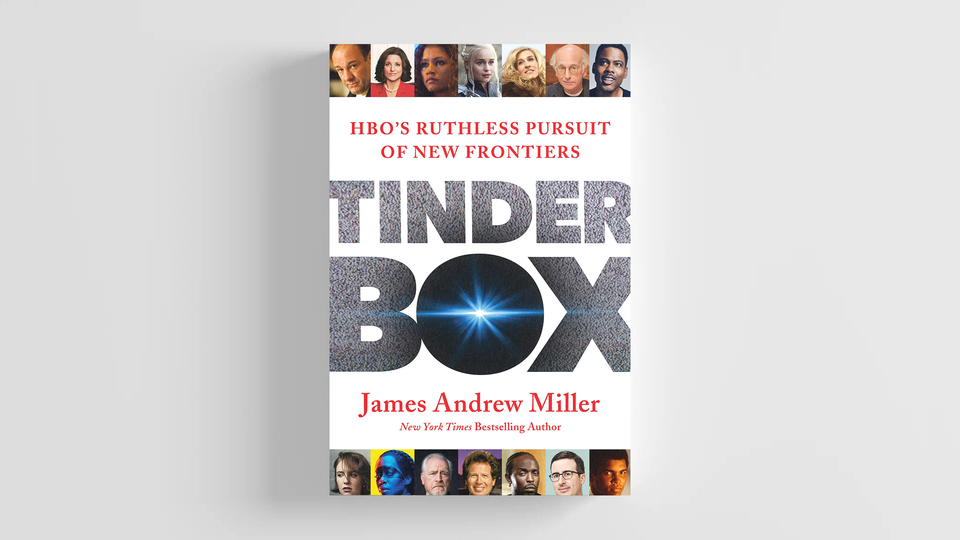 HBO'S RUTHLESS PURSUIT
OF NEW FRONTIERS
TINDER
BOX
James Andrew Miller
New York Times Bestselling Author